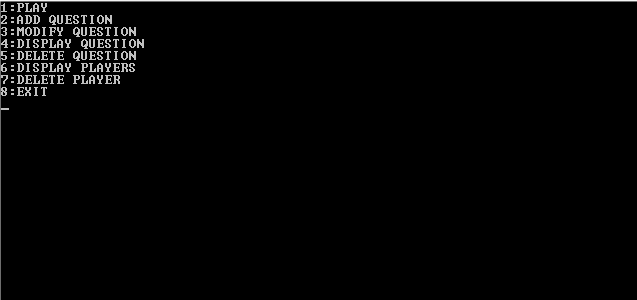 1:PLAY
2:ADD QUESTION
3:MODIFY QUESTION
4:DISPLAY QUESTION
5:DELETE QUESTION
6:DISPLAY PLAYERS
7:DELETE PLAYER
8:EXIT